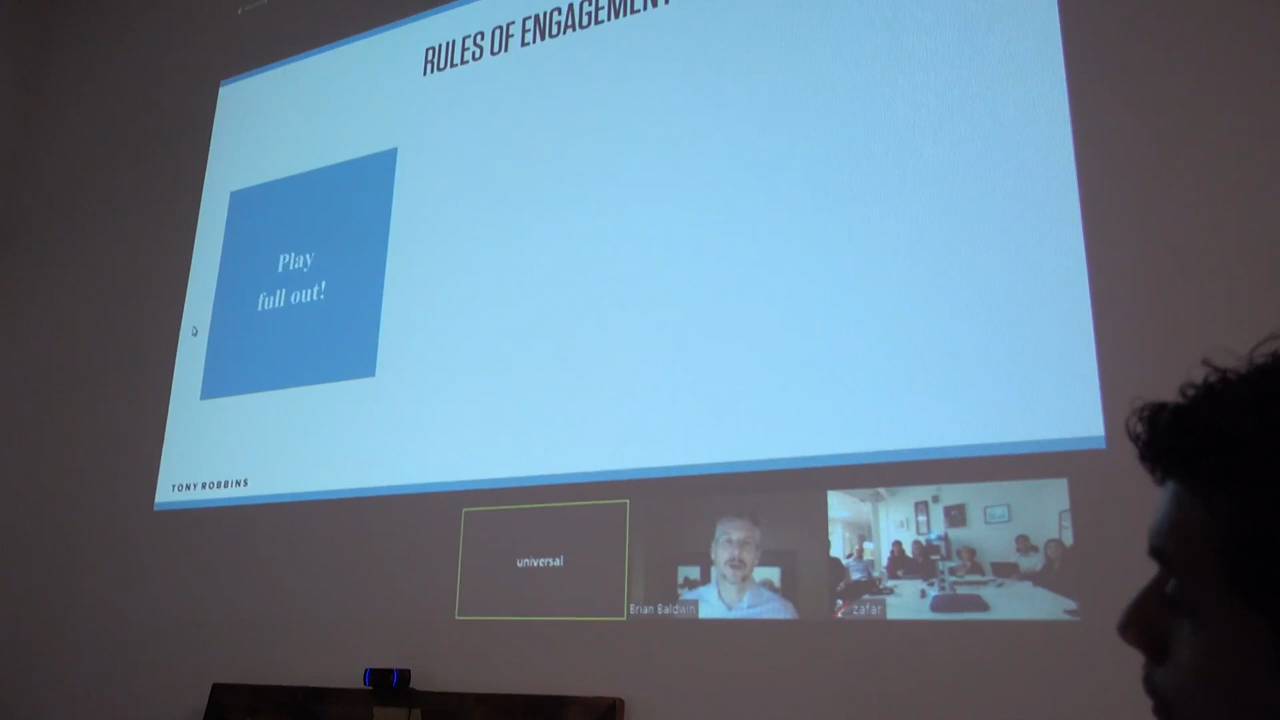 RULES OF ENGAGEMENT
Play
full out!
TONY ROBBINS
universal
Brian Baldwin
zafar